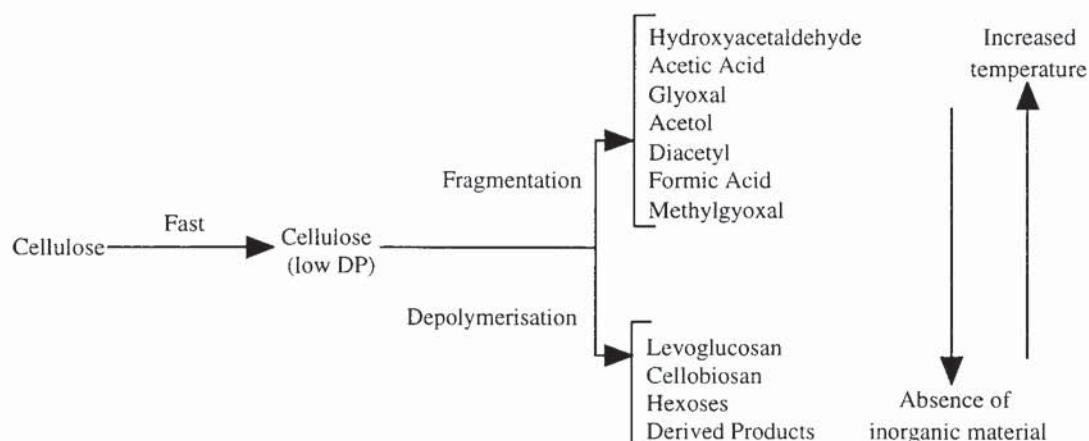 Hydroxyacetaldehyde
Acetic Acid
Glyoxal
Acetol
Diacetyl
Formic Acid
Methylgyoxal
Increased
temperature
Fragmentation
Cellulose
Fast
Cellulose
(low DP)
Depolymerisation
Levoglucosan
Cellobiosan
Hexoses
Derived Products
Absence of
inorganic material